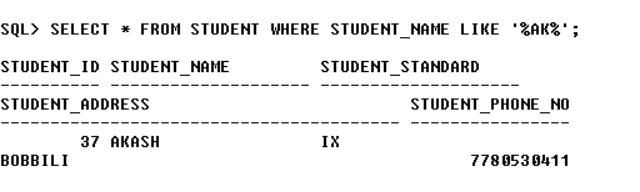 SQL> SELECT * FROM STUDENT WHERE STUDENT_NAME LIKE '%AK%';
STUDENT_ID STUDENT_NAME STUDENT_STANDARD
---------- -------------------- --------------------
STUDENT_ADDRESS STUDENT_PHONE_NO
---------------------------------------- ----------------
37 AKASH IX
BOBBILI 7780530411